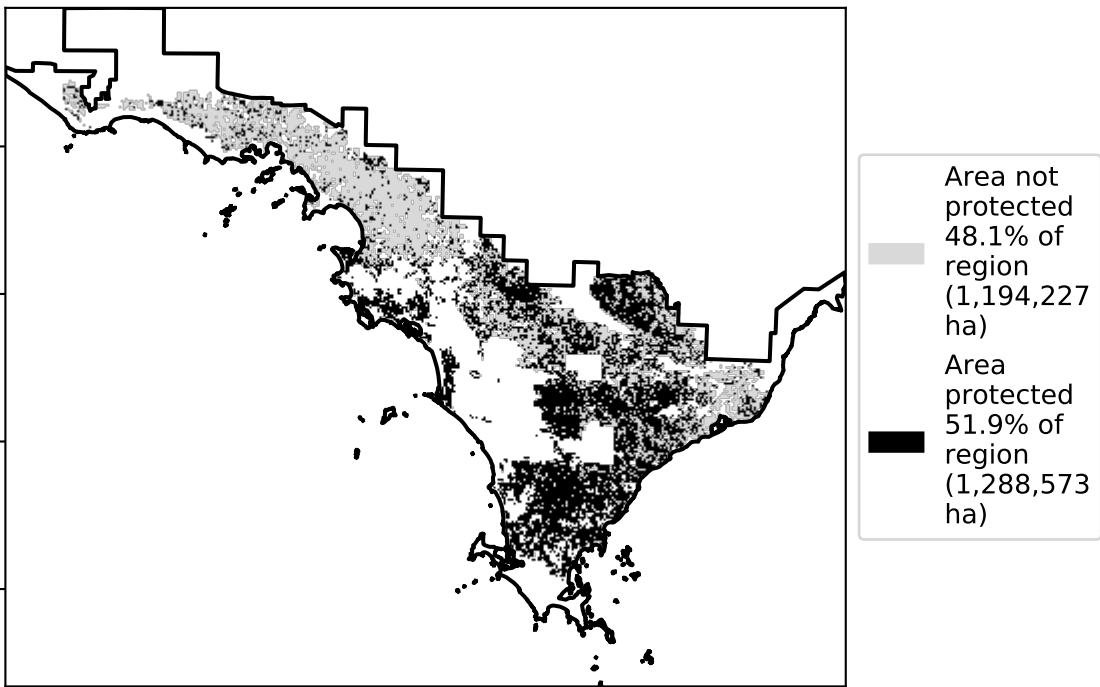 Area not
protected
48.1% of
region
(1,194,227
ha)
Area
protected
51.9% of
region
(1,288,573
ha)